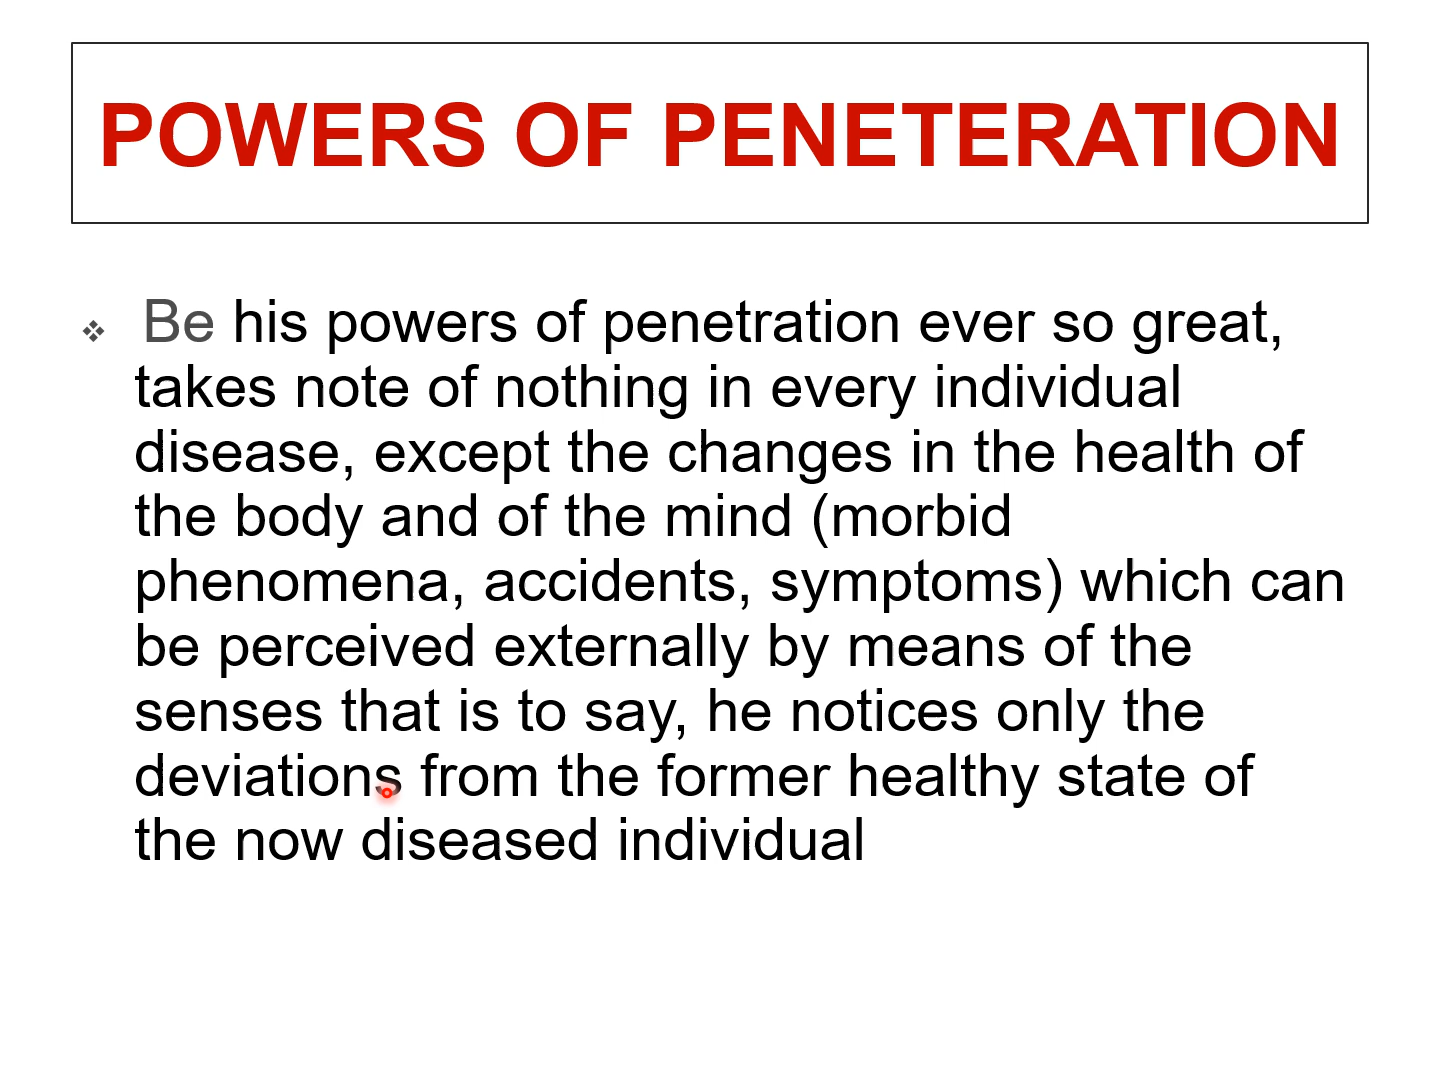 POWERS OF PENETERATION
❖ Be his powers of penetration ever so great,
takes note of nothing in every individual
disease, except the changes in the health of
the body and of the mind (morbid
phenomena, accidents, symptoms) which can
be perceived externally by means of the
senses that is to say, he notices only the
deviations from the former healthy state of
the now diseased individual